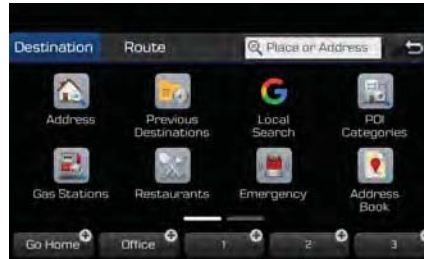 Destination
Route
Place or Address
Address
Previous
Destinations
G
Local
Search
POI
Categories
Gas Stations
Restaurants
Emergency
Address
Book
Go Home
Office
1
2
3